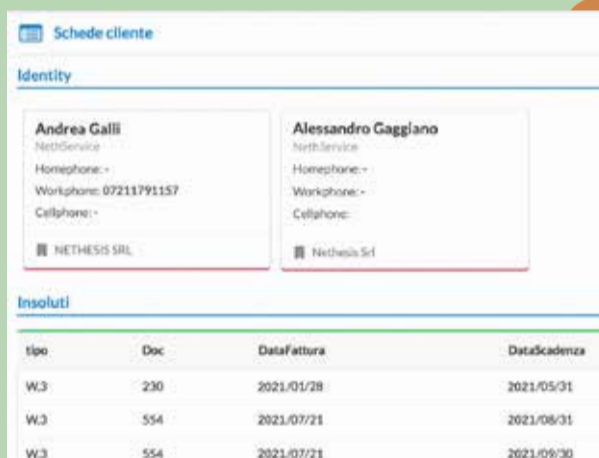 Schede cliente
Identity
Andrea Galli
NethService
Homephone: -
Workphone: 07211791157
Cellphone: -
NETHESIS SRL
Alessandro Gaggiano
NethService
Homephone: -
Workphone: -
Cellphone:
Nethesis Srl
Insoluti
tipo Doc DataFattura DataScadenza
W.3 230 2021/01/28 2021/05/31
W.3 554 2021/07/21 2021/08/31
W.3 554 2021/07/21 2021/09/30